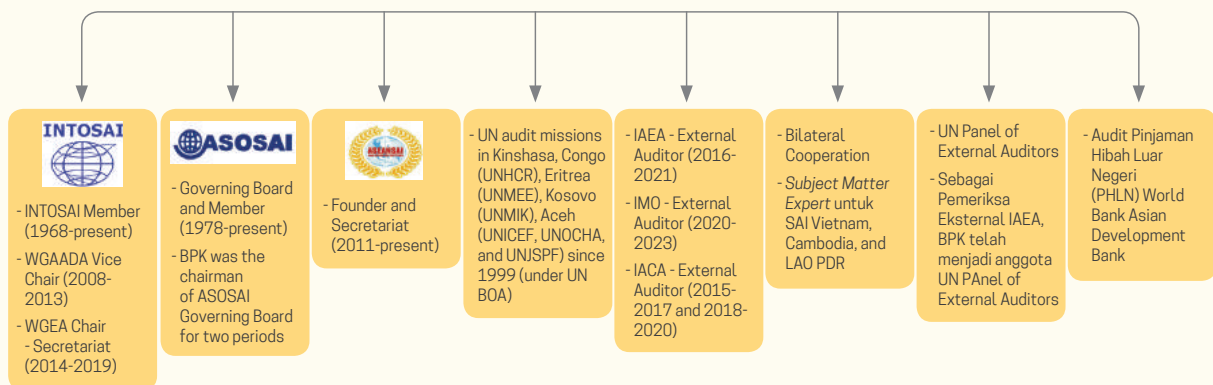 INTOSAI
- INTOSAI Member
(1968-present)
- WGAADA Vice
Chair (2008-
2013)
- WGEA Chair
- Secretariat
(2014-2019)
ASOSAI
- Governing Board
and Member
(1978-present)
- BPK was the
chairman
of ASOSAI
Governing Board
for two periods
ASEANSAI
- Founder and
Secretariat
(2011-present)
- UN audit missions
in Kinshasa, Congo
(UNHCR), Eritrea
(UNMEE), Kosovo
(UNMIK), Aceh
(UNICEF, UNOCHA,
and UNJSPF) since
1999 (under UN
BOA)
- IAEA - External
Auditor (2016-
2021)
- IMO - External
Auditor (2020-
2023)
- IACA - External
Auditor (2015-
2017 and 2018-
2020)
- Bilateral
Cooperation
- Subject Matter
Expert untuk
SAI Vietnam,
Cambodia, and
LAO PDR
- UN Panel of
External Auditors
- Sebagai
Pemeriksa
Eksternal IAEA,
BPK telah
menjadi anggota
UN PAnel of
External Auditors
- Audit Pinjaman
Hibah Luar
Negeri
(PHLN) World
Bank Asian
Development
Bank